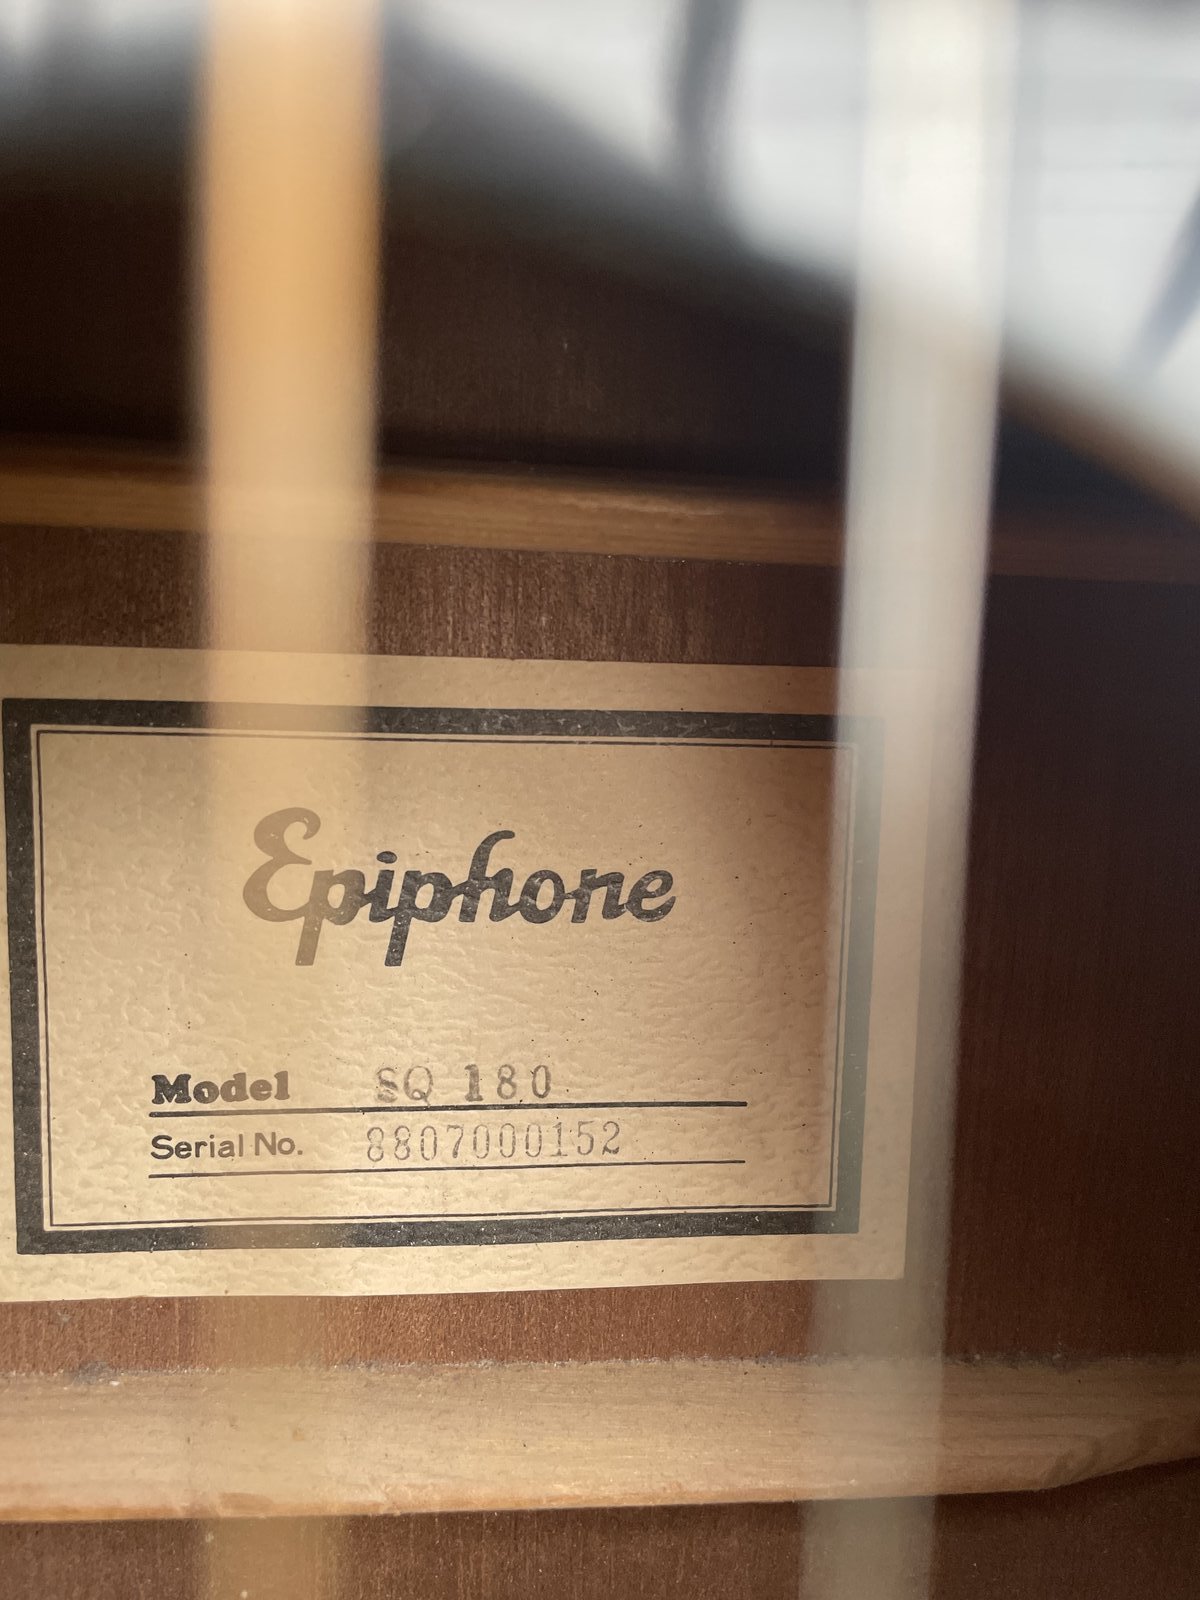 Epiphone
Model SQ 180
Serial No. 8807000152